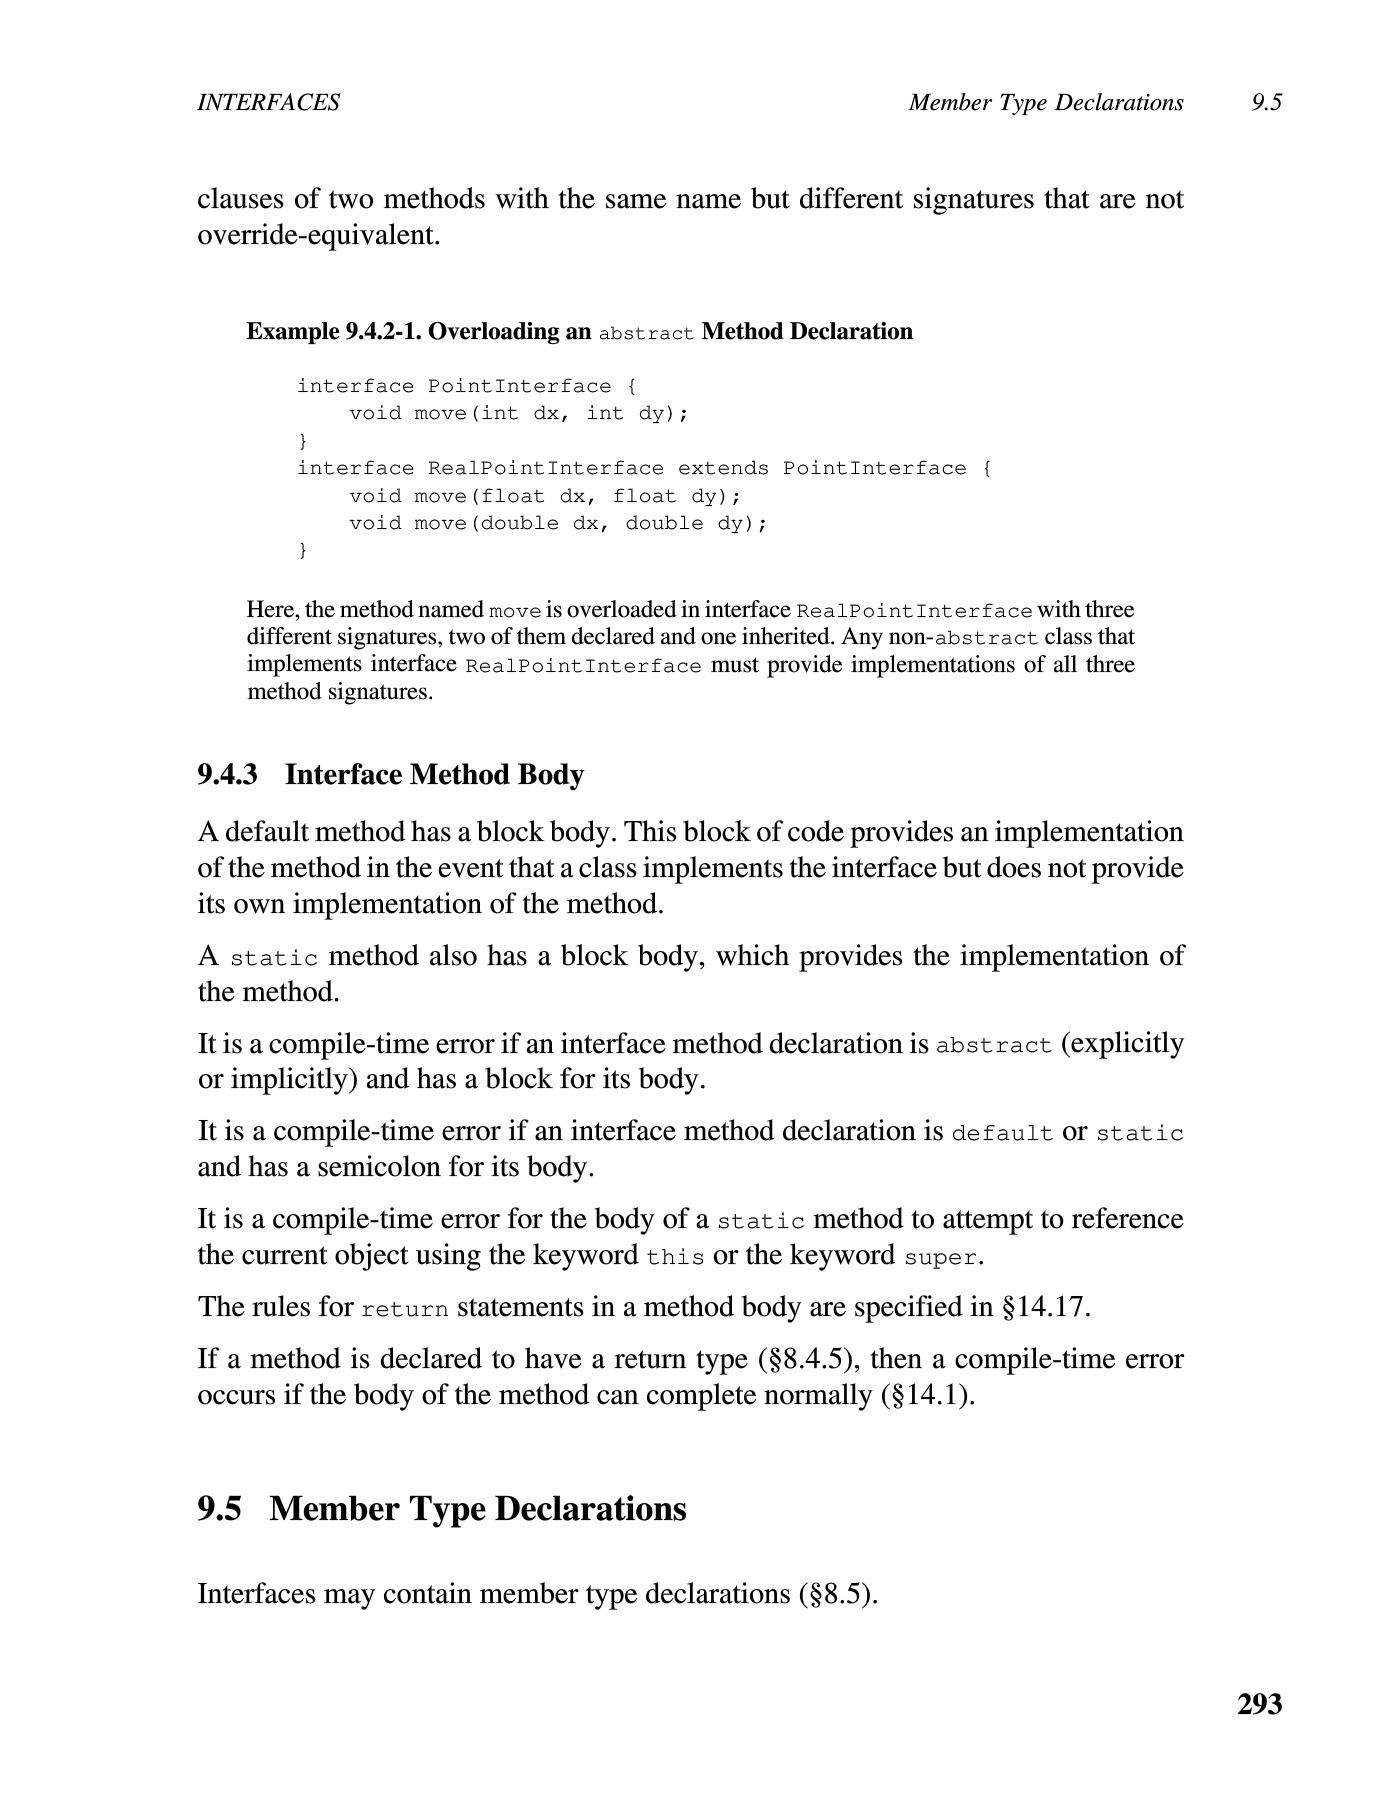 INTERFACES Member Type Declarations 9.5
clauses of two methods with the same name but different signatures that are not
override-equivalent.
Example 9.4.2-1. Overloading an abstract Method Declaration
interface PointInterface {
    void move(int dx, int dy);
}
interface RealPointInterface extends PointInterface {
    void move(float dx, float dy);
    void move(double dx, double dy);
}
Here, the method named move is overloaded in interface RealPointInterface with three
different signatures, two of them declared and one inherited. Any non-abstract class that
implements interface RealPointInterface must provide implementations of all three
method signatures.
9.4.3 Interface Method Body
A default method has a block body. This block of code provides an implementation
of the method in the event that a class implements the interface but does not provide
its own implementation of the method.
A static method also has a block body, which provides the implementation of
the method.
It is a compile-time error if an interface method declaration is abstract (explicitly
or implicitly) and has a block for its body.
It is a compile-time error if an interface method declaration is default or static
and has a semicolon for its body.
It is a compile-time error for the body of a static method to attempt to reference
the current object using the keyword this or the keyword super.
The rules for return statements in a method body are specified in §14.17.
If a method is declared to have a return type (§8.4.5), then a compile-time error
occurs if the body of the method can complete normally (§14.1).
9.5 Member Type Declarations
Interfaces may contain member type declarations (§8.5).
293